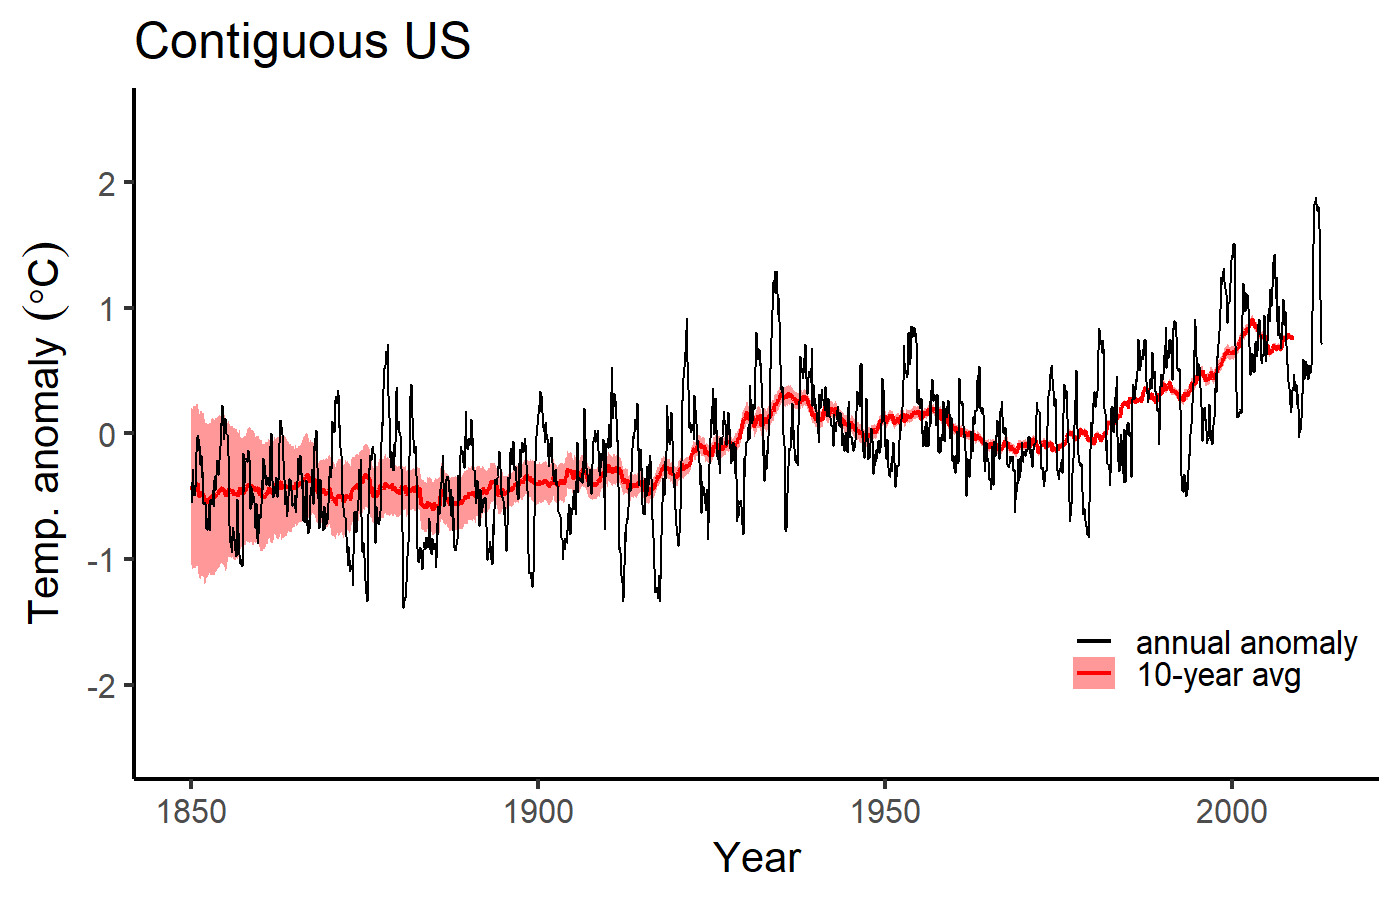 Contiguous US
Temp. anomaly (°C)
2
1
0
-1
-2
annual anomaly
10-year avg
1850
1900
1950
2000
Year